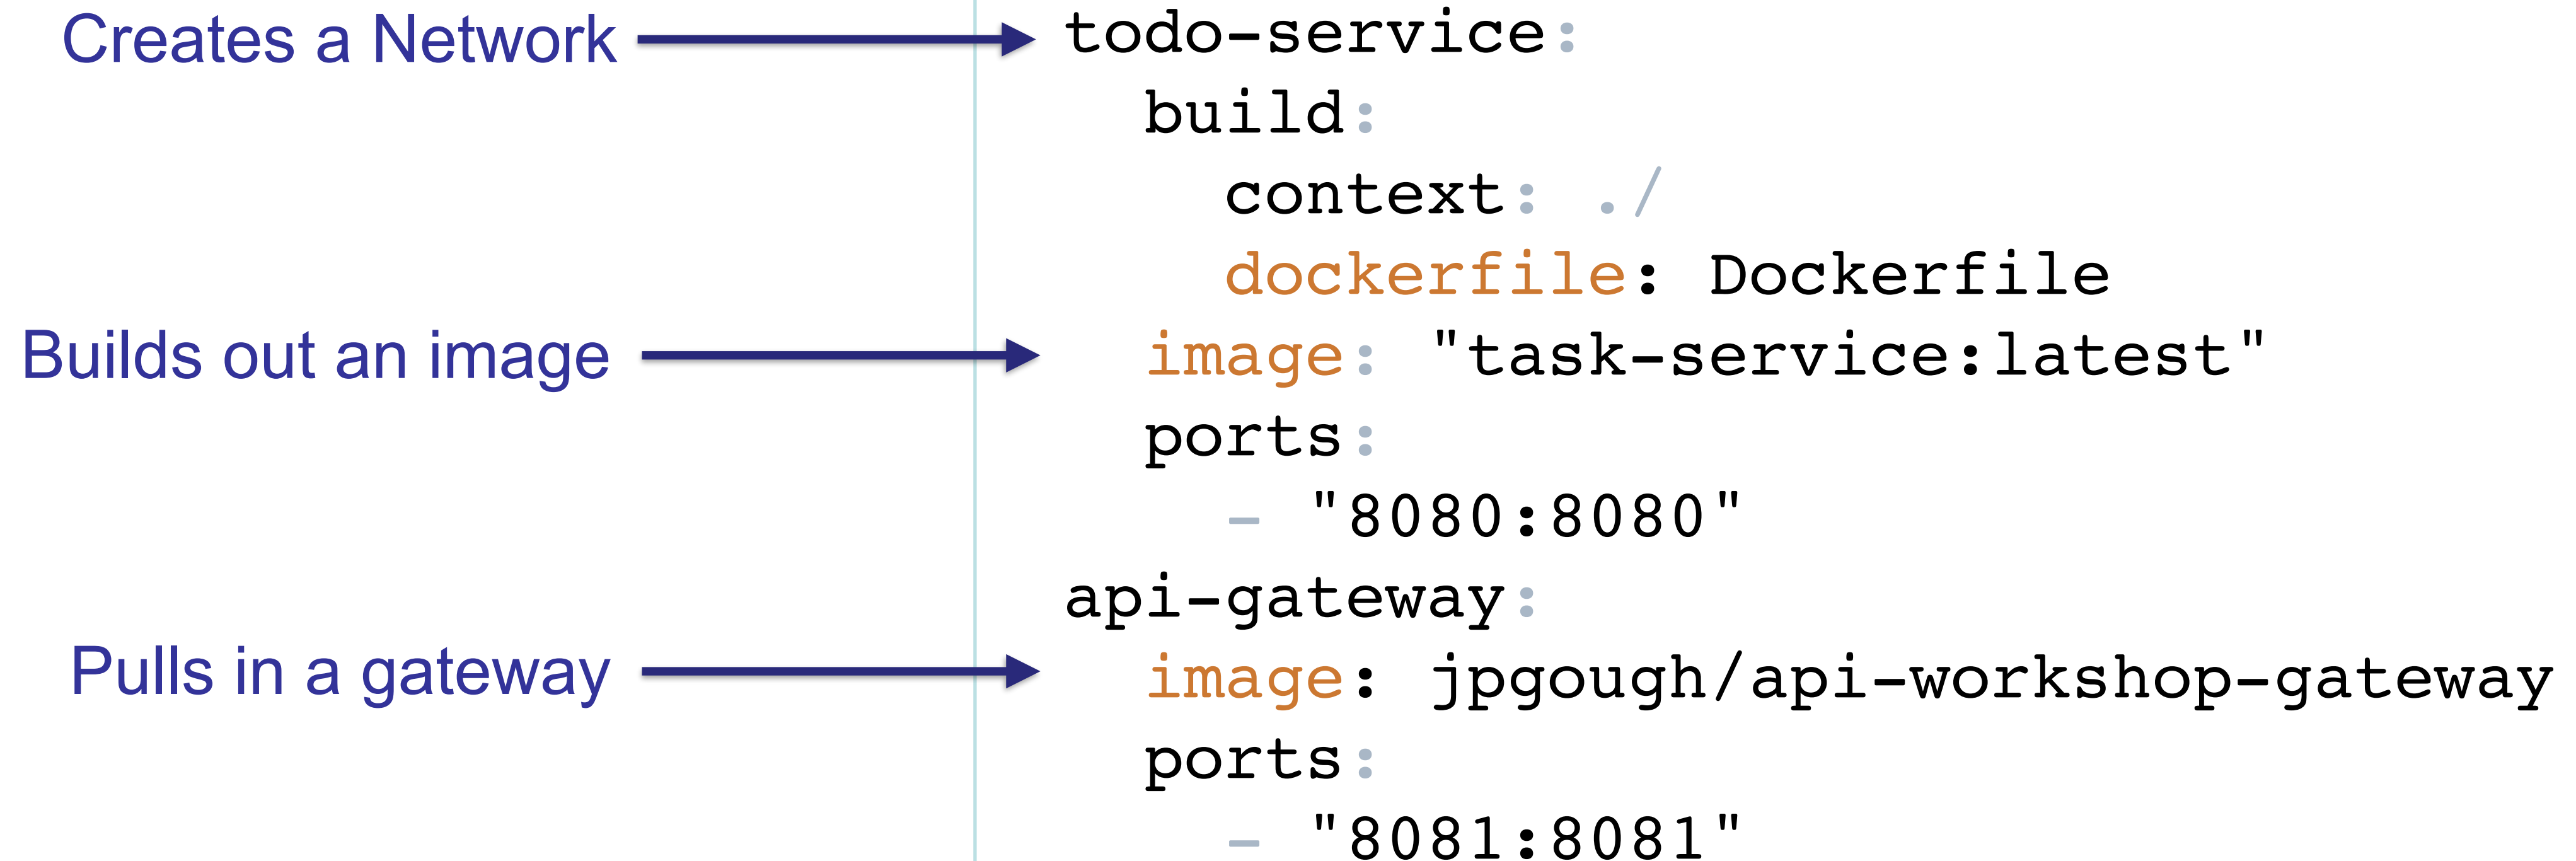 Creates a Network
todo-service:
build:
context: ./
dockerfile: Dockerfile
Builds out an image
image: "task-service:latest"
ports:
- "8080:8080"
api-gateway:
Pulls in a gateway
image: jpgough/api-workshop-gateway
ports:
- "8081:8081"